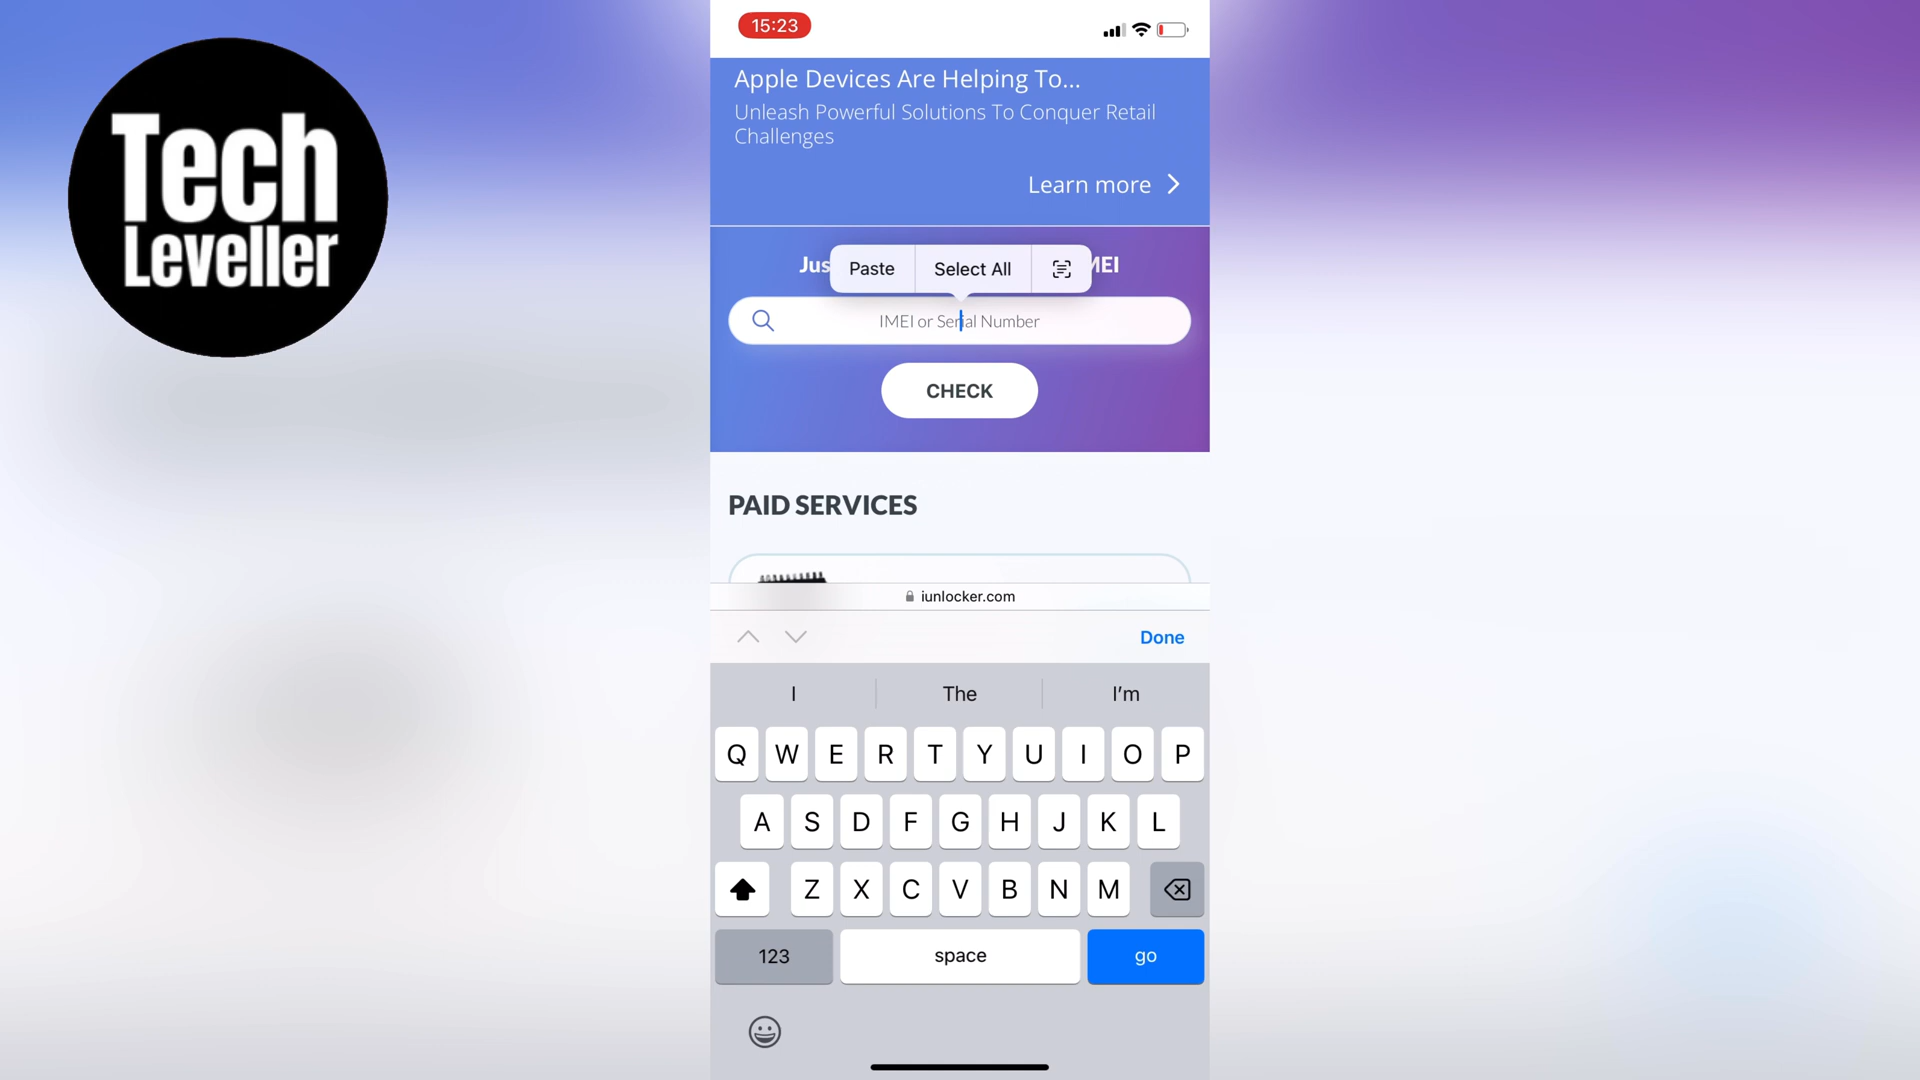 Tech
Leveller
15:23
Apple Devices Are Helping To...
Unleash Powerful Solutions To Conquer Retail
Challenges
Learn more
Jus
Paste
Select All
MEI
IMEI or Serial Number
CHECK
PAID SERVICES
iunlocker.com
Done
I
The
I'm
Q W E R T Y U I O P
A S D F G H J K L
Z X C V B N M
123
space
go